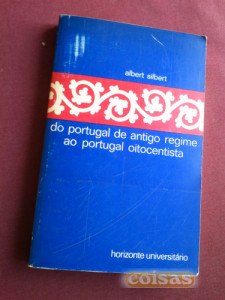 albert silbert
do portugal de antigo regime
ao portugal oitocentista
horizonte universitário
coisas